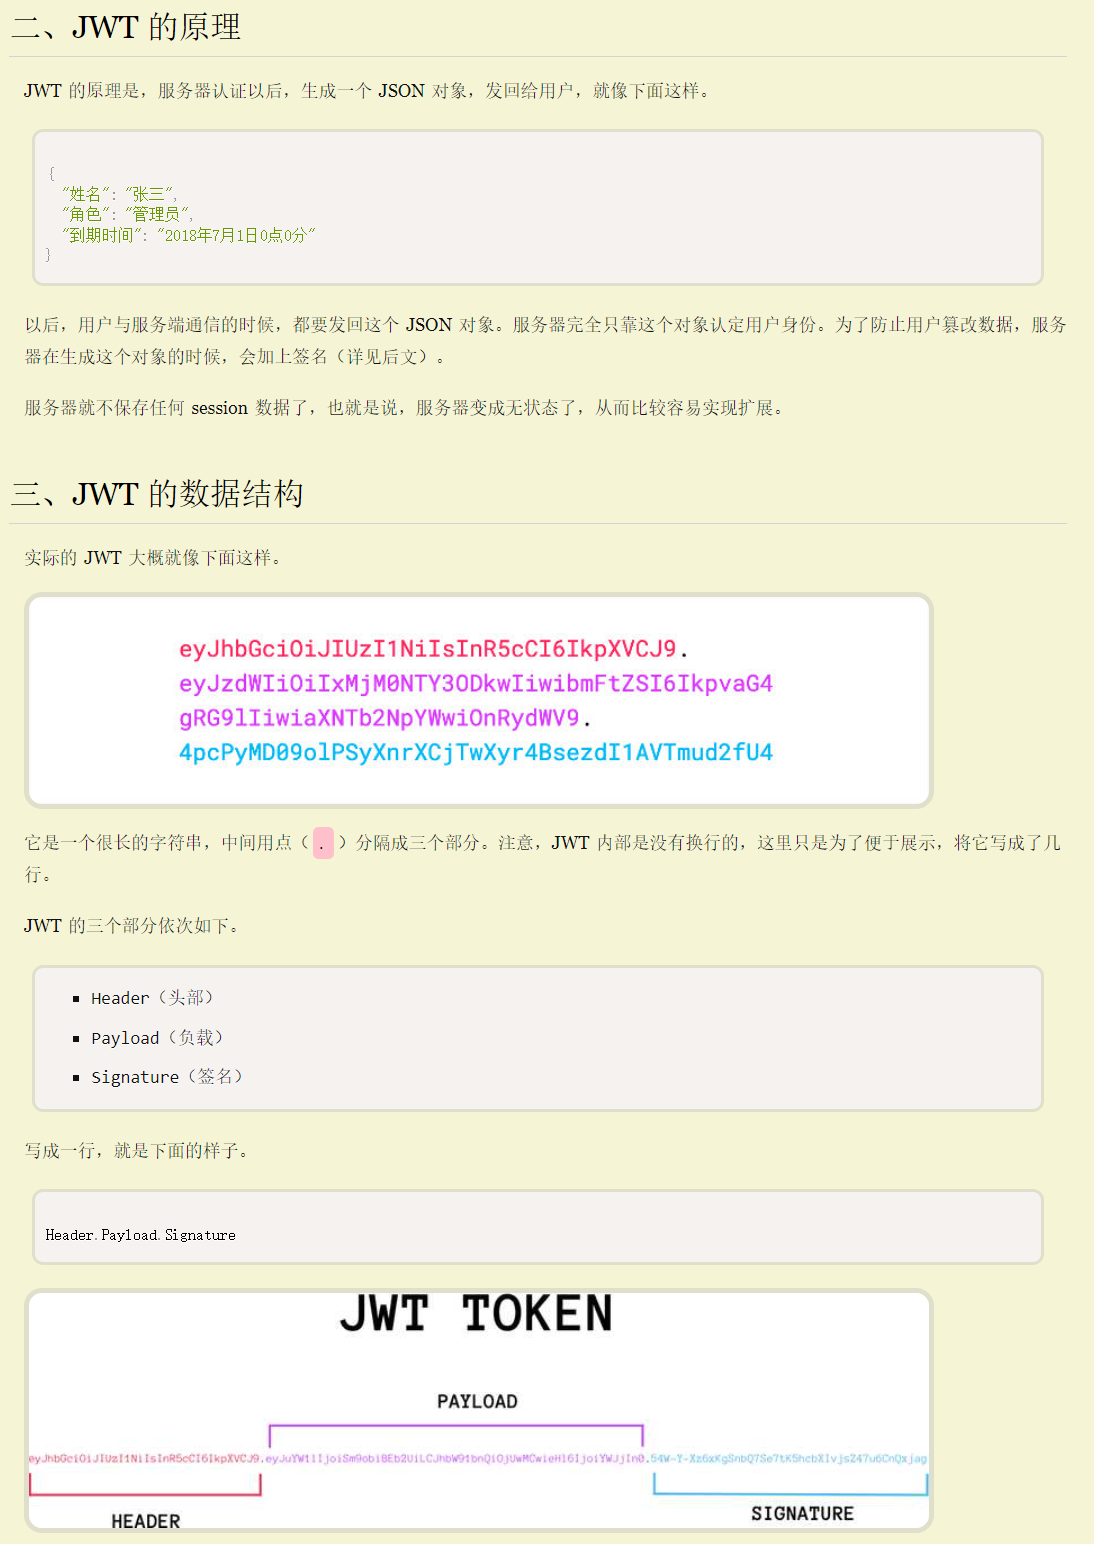 二、JWT 的原理
JWT 的原理是，服务器认证以后，生成一个 JSON 对象，发回给用户，就像下面这样。
{
"姓名": "张三",
"角色": "管理员",
"到期时间": "2018年7月1日0点0分"
}
以后，用户与服务端通信的时候，都要发回这个 JSON 对象。服务器完全只靠这个对象认定用户身份。为了防止用户篡改数据，服务
器在生成这个对象的时候，会加上签名（详见后文）。
服务器就不保存任何 session 数据了，也就是说，服务器变成无状态了，从而比较容易实现扩展。
三、JWT 的数据结构
实际的 JWT 大概就像下面这样。
eyJhbGciOiJIUzI1NiIsInR5cCI6IkpXVCJ9.
eyJzdWIiOiIxMjM0NTY3ODkwIiwibmFtZSI6IkpvaG4
gRG9lIiwiaXNTb2NpYWwiOnRydWV9.
4pcPyMD09olPSyXnrXCjTwXyr4BsezdI1AVTmud2fU4
它是一个很长的字符串，中间用点（.）分隔成三个部分。注意，JWT 内部是没有换行的，这里只是为了便于展示，将它写成了几
行。
JWT 的三个部分依次如下。
Header（头部）
Payload（负载）
Signature（签名）
写成一行，就是下面的样子。
Header.Payload.Signature
JWT TOKEN
PAYLOAD
HEADER
SIGNATURE